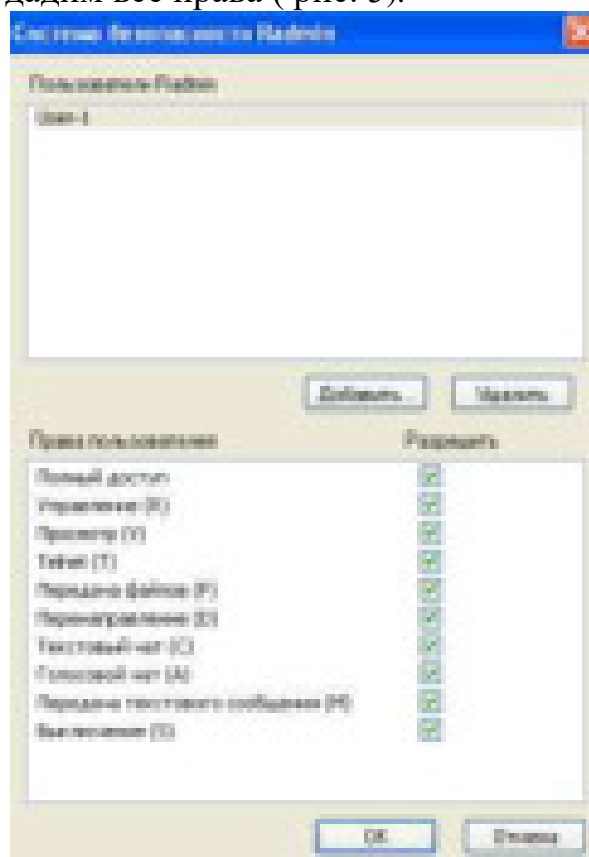 дадим все права ( рис. 5).
Система безопасности Radmin
Пользователи Radmin
User-1
Добавить Удалить
Права пользователя Разрешить
Полный доступ
Управление (R)
Просмотр (V)
Telnet (T)
Передача файлов (F)
Перенаправление (D)
Текстовый чат (C)
Голосовой чат (A)
Передача текстового сообщения (M)
Выключение (S)
OK Отмена